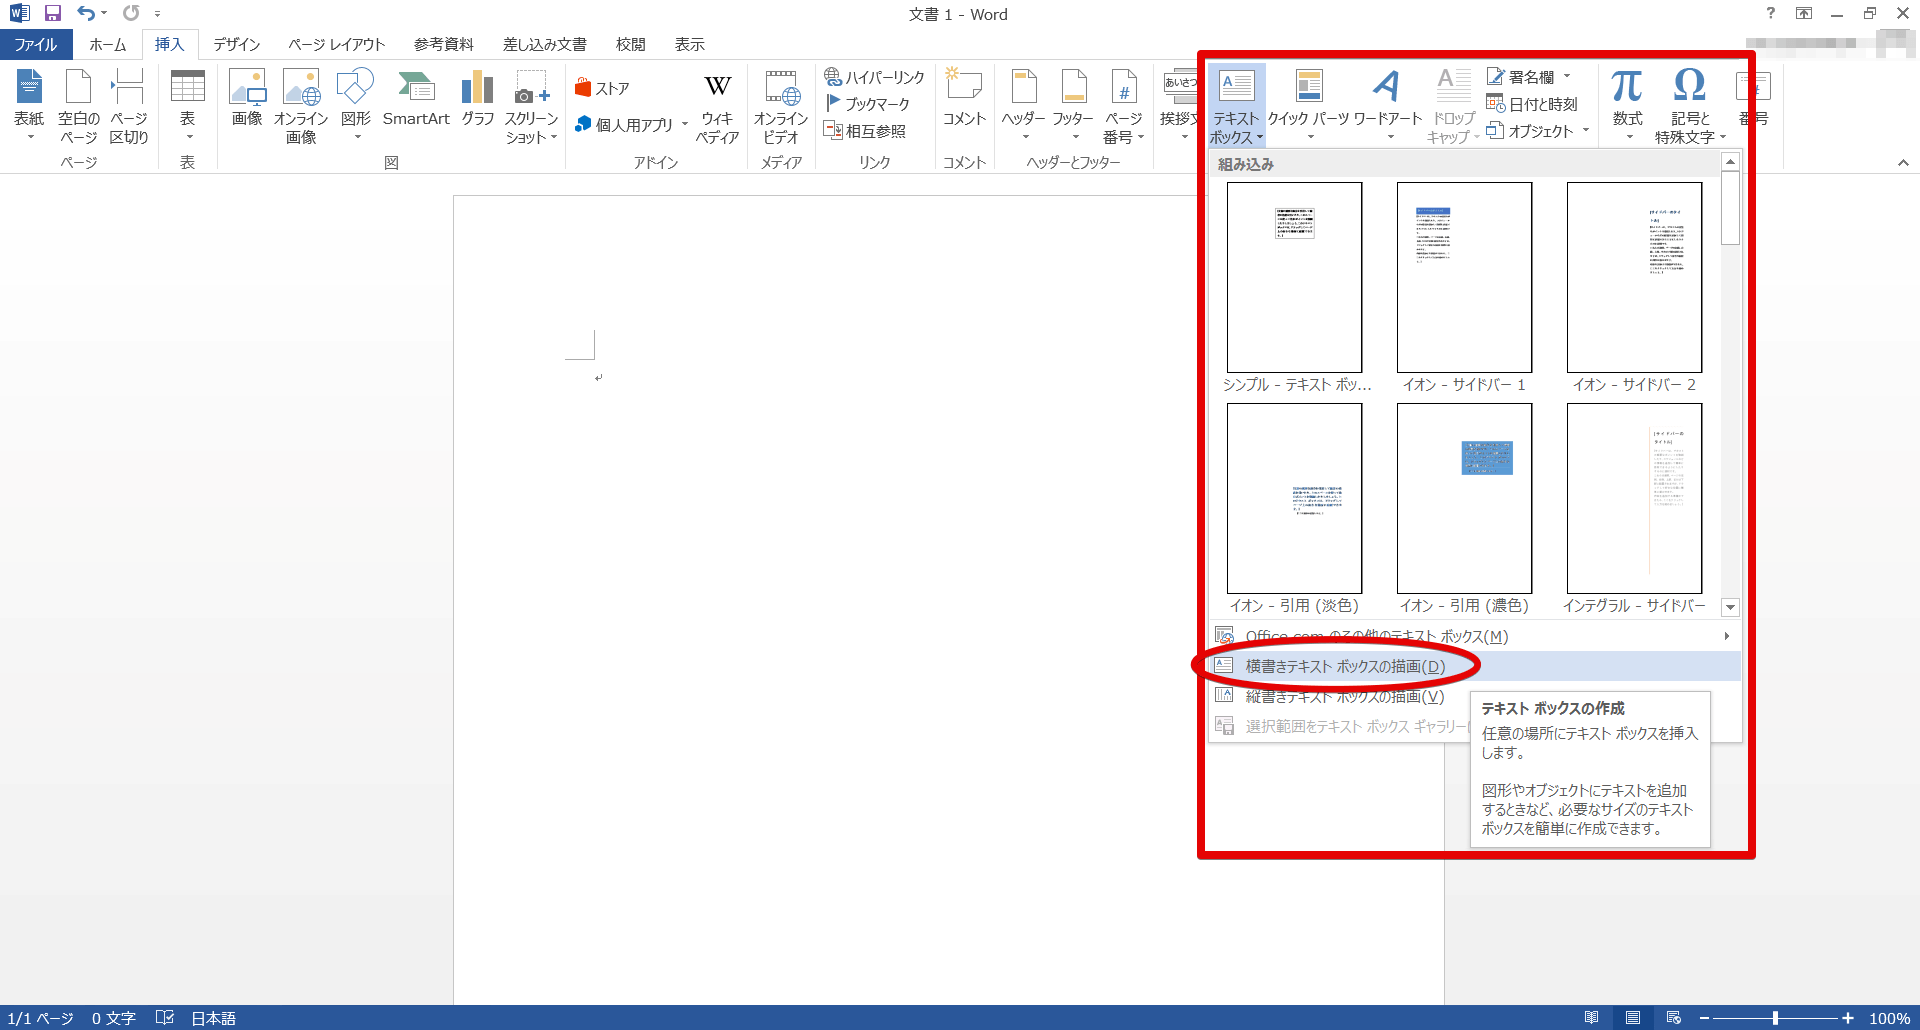 文書 1 - Word
ファイル ホーム 挿入 デザイン ページ レイアウト 参考資料 差し込み文書 校閲 表示
表紙
空白の
ページ
ページ
区切り
ページ
表
表
画像
オンライン
画像
図形
SmartArt
グラフ
スクリーン
ショット
図
ストア
個人用アプリ
W
ウィキ
ペディア
アドイン
オンライン
ビデオ
メディア
ハイパーリンク
ブックマーク
相互参照
リンク
コメント
コメント
ヘッダー
フッター
#
ページ
番号
ヘッダーとフッター
あいさつ
挨拶文
A
テキスト
ボックス
クイック パーツ
ワードアート
ドロップ
キャップ
署名欄
日付と時刻
オブジェクト
π
数式
Ω
記号と
特殊文字
番号
組み込み
シンプル - テキスト ボッ...
イオン - サイドバー 1
イオン - サイドバー 2
イオン - 引用 (淡色)
イオン - 引用 (濃色)
インテグラル - サイドバー
Office.com のその他のテキスト ボックス(M)
横書きテキスト ボックスの描画(D)
縦書きテキスト ボックスの描画(V)
選択範囲をテキスト ボックス ギャラリーに
テキスト ボックスの作成
任意の場所にテキスト ボックスを挿入
します。
図形やオブジェクトにテキストを追加
するときなど、必要なサイズのテキスト
ボックスを簡単に作成できます。
1/1 ページ 0 文字 日本語 100%